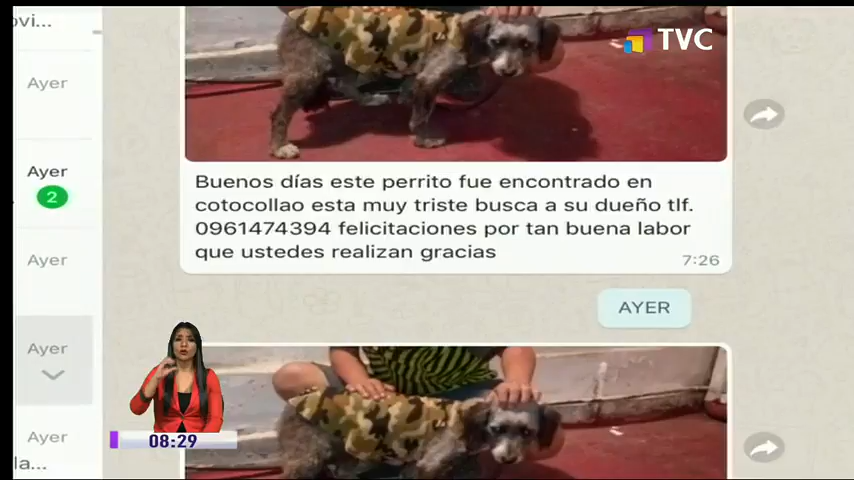 ovi...
TVC
Ayer
Ayer
2
Buenos días este perrito fue encontrado en
cotocollao esta muy triste busca a su dueño tlf.
0961474394 felicitaciones por tan buena labor
que ustedes realizan gracias
7:26
Ayer
AYER
Ayer
Ayer
08:29
la...